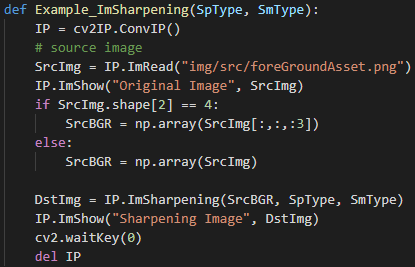 def Example_ImSharpening(SpType, SmType):
    IP = cv2IP.ConvIP()
    # source image
    SrcImg = IP.ImRead("img/src/foreGroundAsset.png")
    IP.ImShow("Original Image", SrcImg)
    if SrcImg.shape[2] == 4:
        SrcBGR = np.array(SrcImg[:,:,:3])
    else:
        SrcBGR = np.array(SrcImg)

    DstImg = IP.ImSharpening(SrcBGR, SpType, SmType)
    IP.ImShow("Sharpening Image", DstImg)
    cv2.waitKey(0)
    del IP